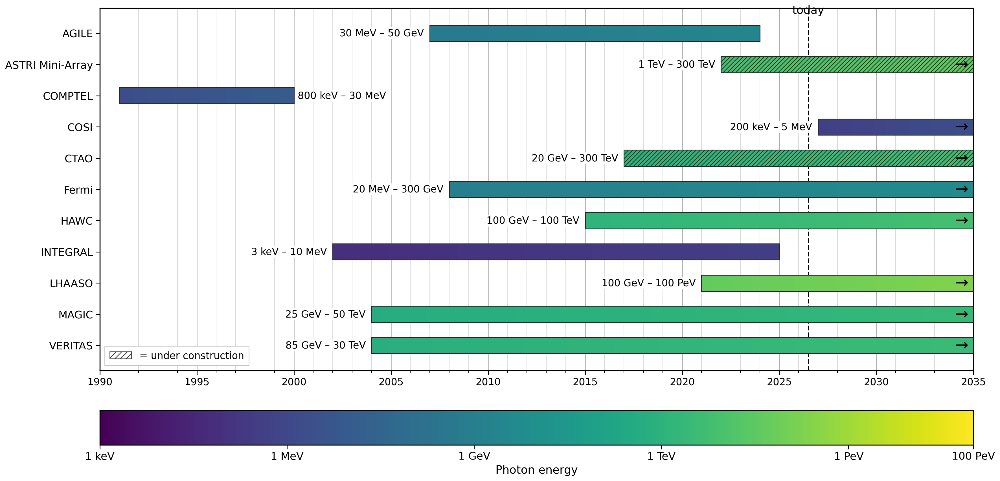 today
AGILE
30 MeV – 50 GeV
ASTRI Mini-Array
1 TeV – 300 TeV
→
COMPTEL
800 keV – 30 MeV
COSI
200 keV – 5 MeV
→
CTAO
20 GeV – 300 TeV
→
Fermi
20 MeV – 300 GeV
→
HAWC
100 GeV – 100 TeV
→
INTEGRAL
3 keV – 10 MeV
LHAASO
100 GeV – 100 PeV
→
MAGIC
25 GeV – 50 TeV
→
VERITAS
85 GeV – 30 TeV
→
= under construction
1990 1995 2000 2005 2010 2015 2020 2025 2030 2035
1 keV 1 MeV 1 GeV 1 TeV 1 PeV 100 PeV
Photon energy